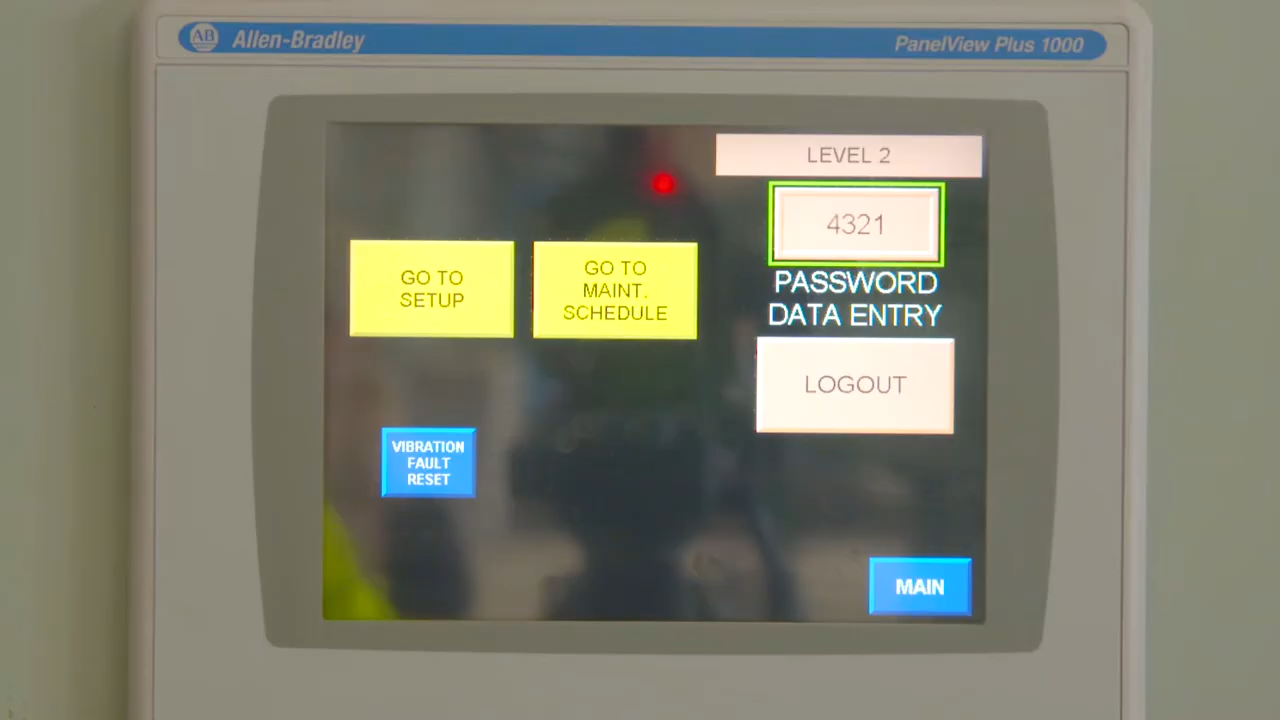 AB Allen-Bradley
PanelView Plus 1000
LEVEL 2
4321
PASSWORD
DATA ENTRY
GO TO
SETUP
GO TO
MAINT.
SCHEDULE
LOGOUT
VIBRATION
FAULT
RESET
MAIN